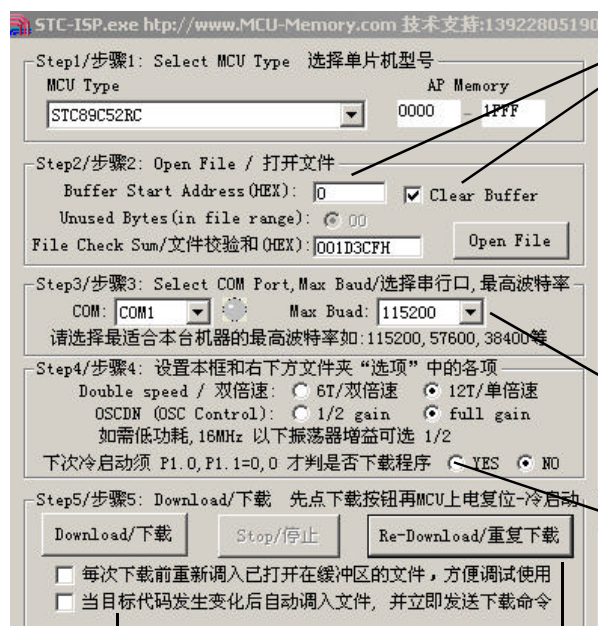 STC-ISP.exe htp://www.MCU-Memory.com 技术支持:13922805190
Step1/步骤1: Select MCU Type 选择单片机型号
MCU Type AP Memory
STC89C52RC 0000 - 1FFF
Step2/步骤2: Open File / 打开文件
Buffer Start Address(HEX): 0 Clear Buffer
Unused Bytes(in file range): 00
File Check Sum/文件校验和(HEX): 001D3CFH Open File
Step3/步骤3: Select COM Port,Max Baud/选择串行口,最高波特率
COM: COM1 Max Buad: 115200
请选择最适合本台机器的最高波特率如:115200,57600,38400等
Step4/步骤4: 设置本框和右下方文件夹“选项”中的各项
Double speed / 双倍速: 6T/双倍速 12T/单倍速
OSCDN (OSC Control): 1/2 gain full gain
如需低功耗,16MHz 以下振荡器增益可选 1/2
下次冷启动须 P1.0,P1.1=0,0 才判是否下载程序 YES NO
Step5/步骤5: Download/下载 先点下载按钮再MCU上电复位-冷启动
Download/下载 Stop/停止 Re-Download/重复下载
每次下载前重新调入已打开在缓冲区的文件，方便调试使用
当目标代码发生变化后自动调入文件, 并立即发送下载命令